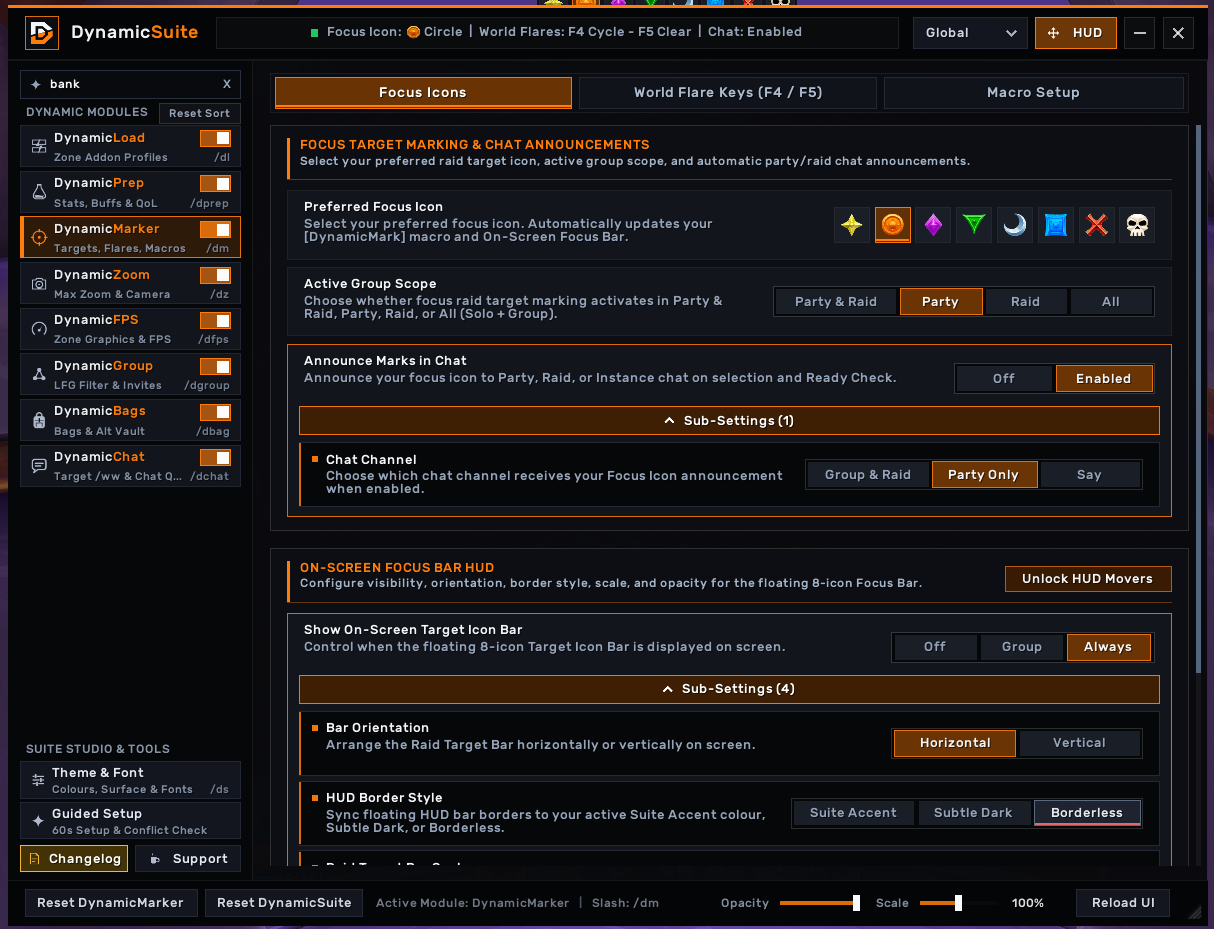 DynamicSuite
Focus Icon: Circle | World Flares: F4 Cycle - F5 Clear | Chat: Enabled
Global
HUD
bank
X
DYNAMIC MODULES
Reset Sort
DynamicLoad
Zone Addon Profiles /dl
DynamicPrep
Stats, Buffs & QoL /dprep
DynamicMarker
Targets, Flares, Macros /dm
DynamicZoom
Max Zoom & Camera /dz
DynamicFPS
Zone Graphics & FPS /dfps
DynamicGroup
LFG Filter & Invites /dgroup
DynamicBags
Bags & Alt Vault /dbag
DynamicChat
Target /ww & Chat Q... /dchat
SUITE STUDIO & TOOLS
Theme & Font
Colours, Surface & Fonts /ds
Guided Setup
60s Setup & Conflict Check
Changelog
Support
Focus Icons
World Flare Keys (F4 / F5)
Macro Setup
FOCUS TARGET MARKING & CHAT ANNOUNCEMENTS
Select your preferred raid target icon, active group scope, and automatic party/raid chat announcements.
Preferred Focus Icon
Select your preferred focus icon. Automatically updates your
[DynamicMark] macro and On-Screen Focus Bar.
Active Group Scope
Choose whether focus raid target marking activates in Party &
Raid, Party, Raid, or All (Solo + Group).
Party & Raid
Party
Raid
All
Announce Marks in Chat
Announce your focus icon to Party, Raid, or Instance chat on selection and Ready Check.
Off
Enabled
Sub-Settings (1)
Chat Channel
Choose which chat channel receives your Focus Icon announcement
when enabled.
Group & Raid
Party Only
Say
ON-SCREEN FOCUS BAR HUD
Configure visibility, orientation, border style, scale, and opacity for the floating 8-icon Focus Bar.
Unlock HUD Movers
Show On-Screen Target Icon Bar
Control when the floating 8-icon Target Icon Bar is displayed on screen.
Off
Group
Always
Sub-Settings (4)
Bar Orientation
Arrange the Raid Target Bar horizontally or vertically on screen.
Horizontal
Vertical
HUD Border Style
Sync floating HUD bar borders to your active Suite Accent colour,
Subtle Dark, or Borderless.
Suite Accent
Subtle Dark
Borderless
Reset DynamicMarker
Reset DynamicSuite
Active Module: DynamicMarker | Slash: /dm
Opacity
Scale
100%
Reload UI